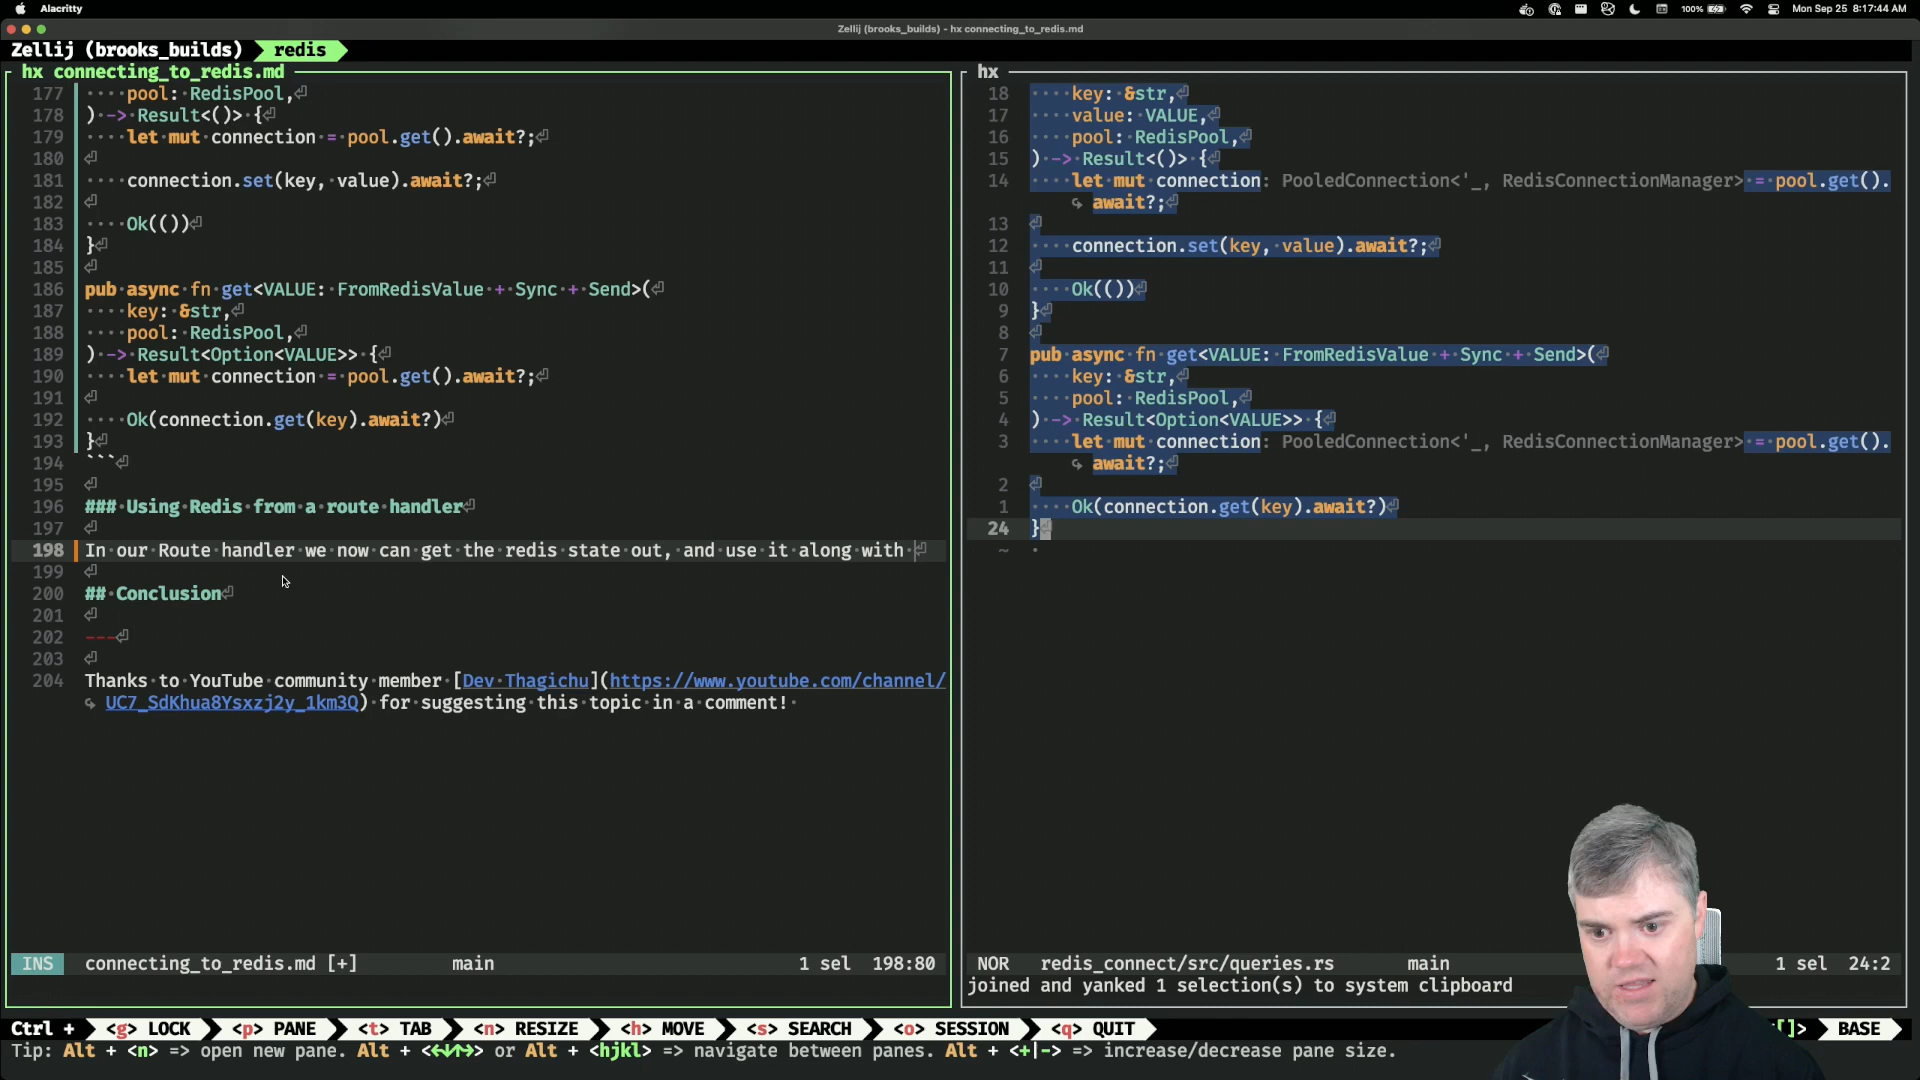 Alacritty
100%
Mon Sep 25 8:17:44 AM
Zellij (brooks_builds) - hx connecting_to_redis.md
Zellij (brooks_builds) redis
hx connecting_to_redis.md
177 ····pool:·RedisPool,⏎
178 )·->·Result<()>·{⏎
179 ····let·mut·connection·=·pool.get().await?;⏎
180 ⏎
181 ····connection.set(key,·value).await?;⏎
182 ⏎
183 ····Ok(())⏎
184 }⏎
185 ⏎
186 pub·async·fn·get<VALUE:·FromRedisValue·+·Sync·+·Send>(⏎
187 ····key:·&str,⏎
188 ····pool:·RedisPool,⏎
189 )·->·Result<Option<VALUE>>·{⏎
190 ····let·mut·connection·=·pool.get().await?;⏎
191 ⏎
192 ····Ok(connection.get(key).await?)⏎
193 }⏎
194 ```⏎
195 ⏎
196 ###·Using·Redis·from·a·route·handler⏎
197 ⏎
198 In·our·Route·handler·we·now·can·get·the·redis·state·out,·and·use·it·along·with·⏎
199 ⏎
200 ##·Conclusion⏎
201 ⏎
202 ---⏎
203 ⏎
204 Thanks·to·YouTube·community·member·[Dev·Thagichu](https://www.youtube.com/channel/
↪ UC7_SdKhua8Ysxzj2y_1km3Q)·for·suggesting·this·topic·in·a·comment!·
INS connecting_to_redis.md [+] main 1 sel 198:80
hx
18 ····key:·&str,⏎
17 ····value:·VALUE,⏎
16 ····pool:·RedisPool,⏎
15 )·->·Result<()>·{⏎
14 ····let·mut·connection: PooledConnection<'_, RedisConnectionManager>·=·pool.get().
↪ await?;⏎
13 ⏎
12 ····connection.set(key,·value).await?;⏎
11 ⏎
10 ····Ok(())⏎
9 }⏎
8 ⏎
7 pub·async·fn·get<VALUE:·FromRedisValue·+·Sync·+·Send>(⏎
6 ····key:·&str,⏎
5 ····pool:·RedisPool,⏎
4 )·->·Result<Option<VALUE>>·{⏎
3 ····let·mut·connection: PooledConnection<'_, RedisConnectionManager>·=·pool.get().
↪ await?;⏎
2 ⏎
1 ····Ok(connection.get(key).await?)⏎
24 }⏎
~
NOR redis_connect/src/queries.rs main 1 sel 24:2
joined and yanked 1 selection(s) to system clipboard
Ctrl + <g> LOCK <p> PANE <t> TAB <n> RESIZE <h> MOVE <s> SEARCH <o> SESSION <q> QUIT []> BASE
Tip: Alt + <n> => open new pane. Alt + <←↓↑→> or Alt + <hjkl> => navigate between panes. Alt + <+|-> => increase/decrease pane size.